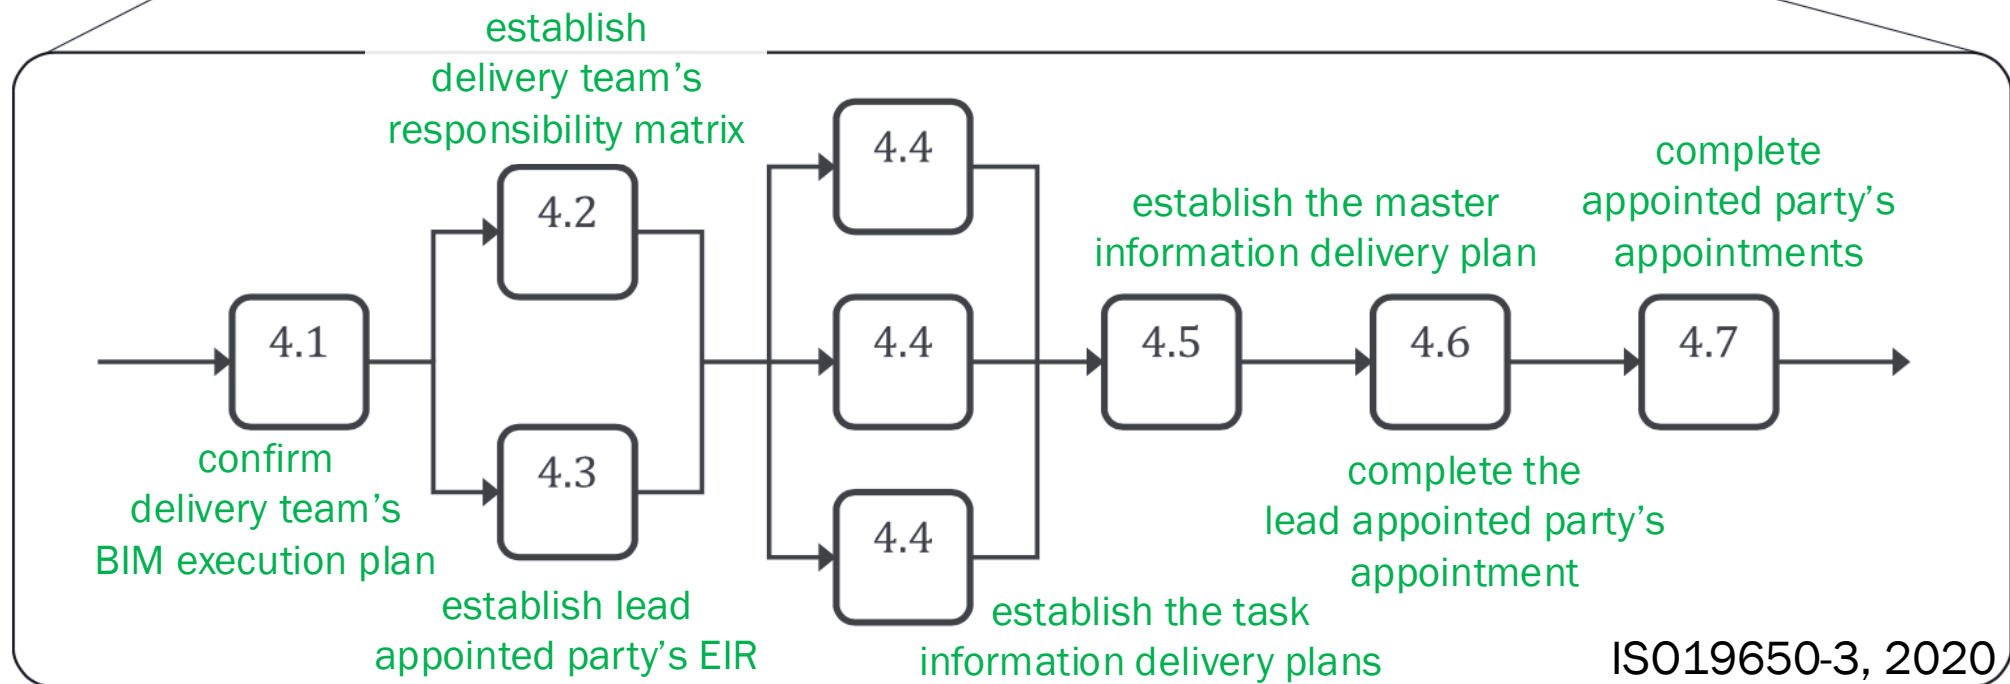 establish
delivery team's
responsibility matrix
4.4
complete
appointed party's
appointments
4.2
establish the master
information delivery plan
4.1
4.4
4.5
4.6
4.7
confirm
delivery team's
BIM execution plan
4.3
complete the
lead appointed party's
appointment
4.4
establish lead
appointed party's EIR
establish the task
information delivery plans
ISO19650-3, 2020